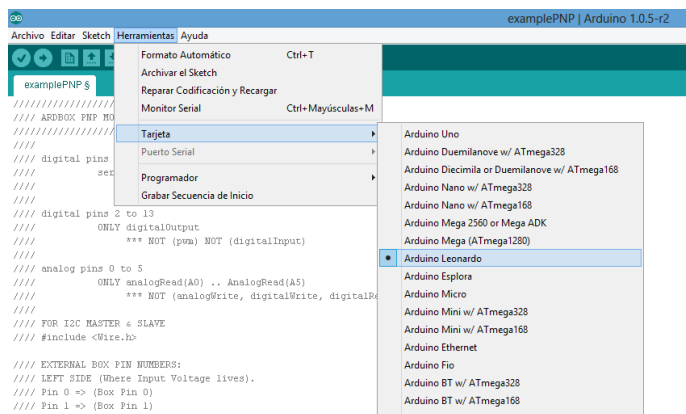 examplePNP | Arduino 1.0.5-r2
Archivo Editar Sketch Herramientas Ayuda
Formato Automático Ctrl+T
Archivar el Sketch
Reparar Codificación y Recargar
Monitor Serial Ctrl+Mayúsculas+M
Tarjeta
Puerto Serial
Programador
Grabar Secuencia de Inicio
Arduino Uno
Arduino Duemilanove w/ ATmega328
Arduino Diecimila or Duemilanove w/ ATmega168
Arduino Nano w/ ATmega328
Arduino Nano w/ ATmega168
Arduino Mega 2560 or Mega ADK
Arduino Mega (ATmega1280)
Arduino Leonardo
Arduino Esplora
Arduino Micro
Arduino Mini w/ ATmega328
Arduino Mini w/ ATmega168
Arduino Ethernet
Arduino Fio
Arduino BT w/ ATmega328
Arduino BT w/ ATmega168
examplePNP §
//////////////////
//// ARDBOX PNP MO
//////////////////
////
//// digital pins
//// ser
////
////
//// digital pins 2 to 13
//// ONLY digitalOutput
//// *** NOT (pwm) NOT (digitalInput)
////
//// analog pins 0 to 5
//// ONLY analogRead(A0) .. AnalogRead(A5)
//// *** NOT (analogWrite, digitalWrite, digitalRe
////
//// FOR I2C MASTER & SLAVE
//// #include <Wire.h>
//// EXTERNAL BOX PIN NUMBERS:
//// LEFT SIDE (Where Input Voltage lives).
//// Pin 0 => (Box Pin 0)
//// Pin 1 => (Box Pin 1)